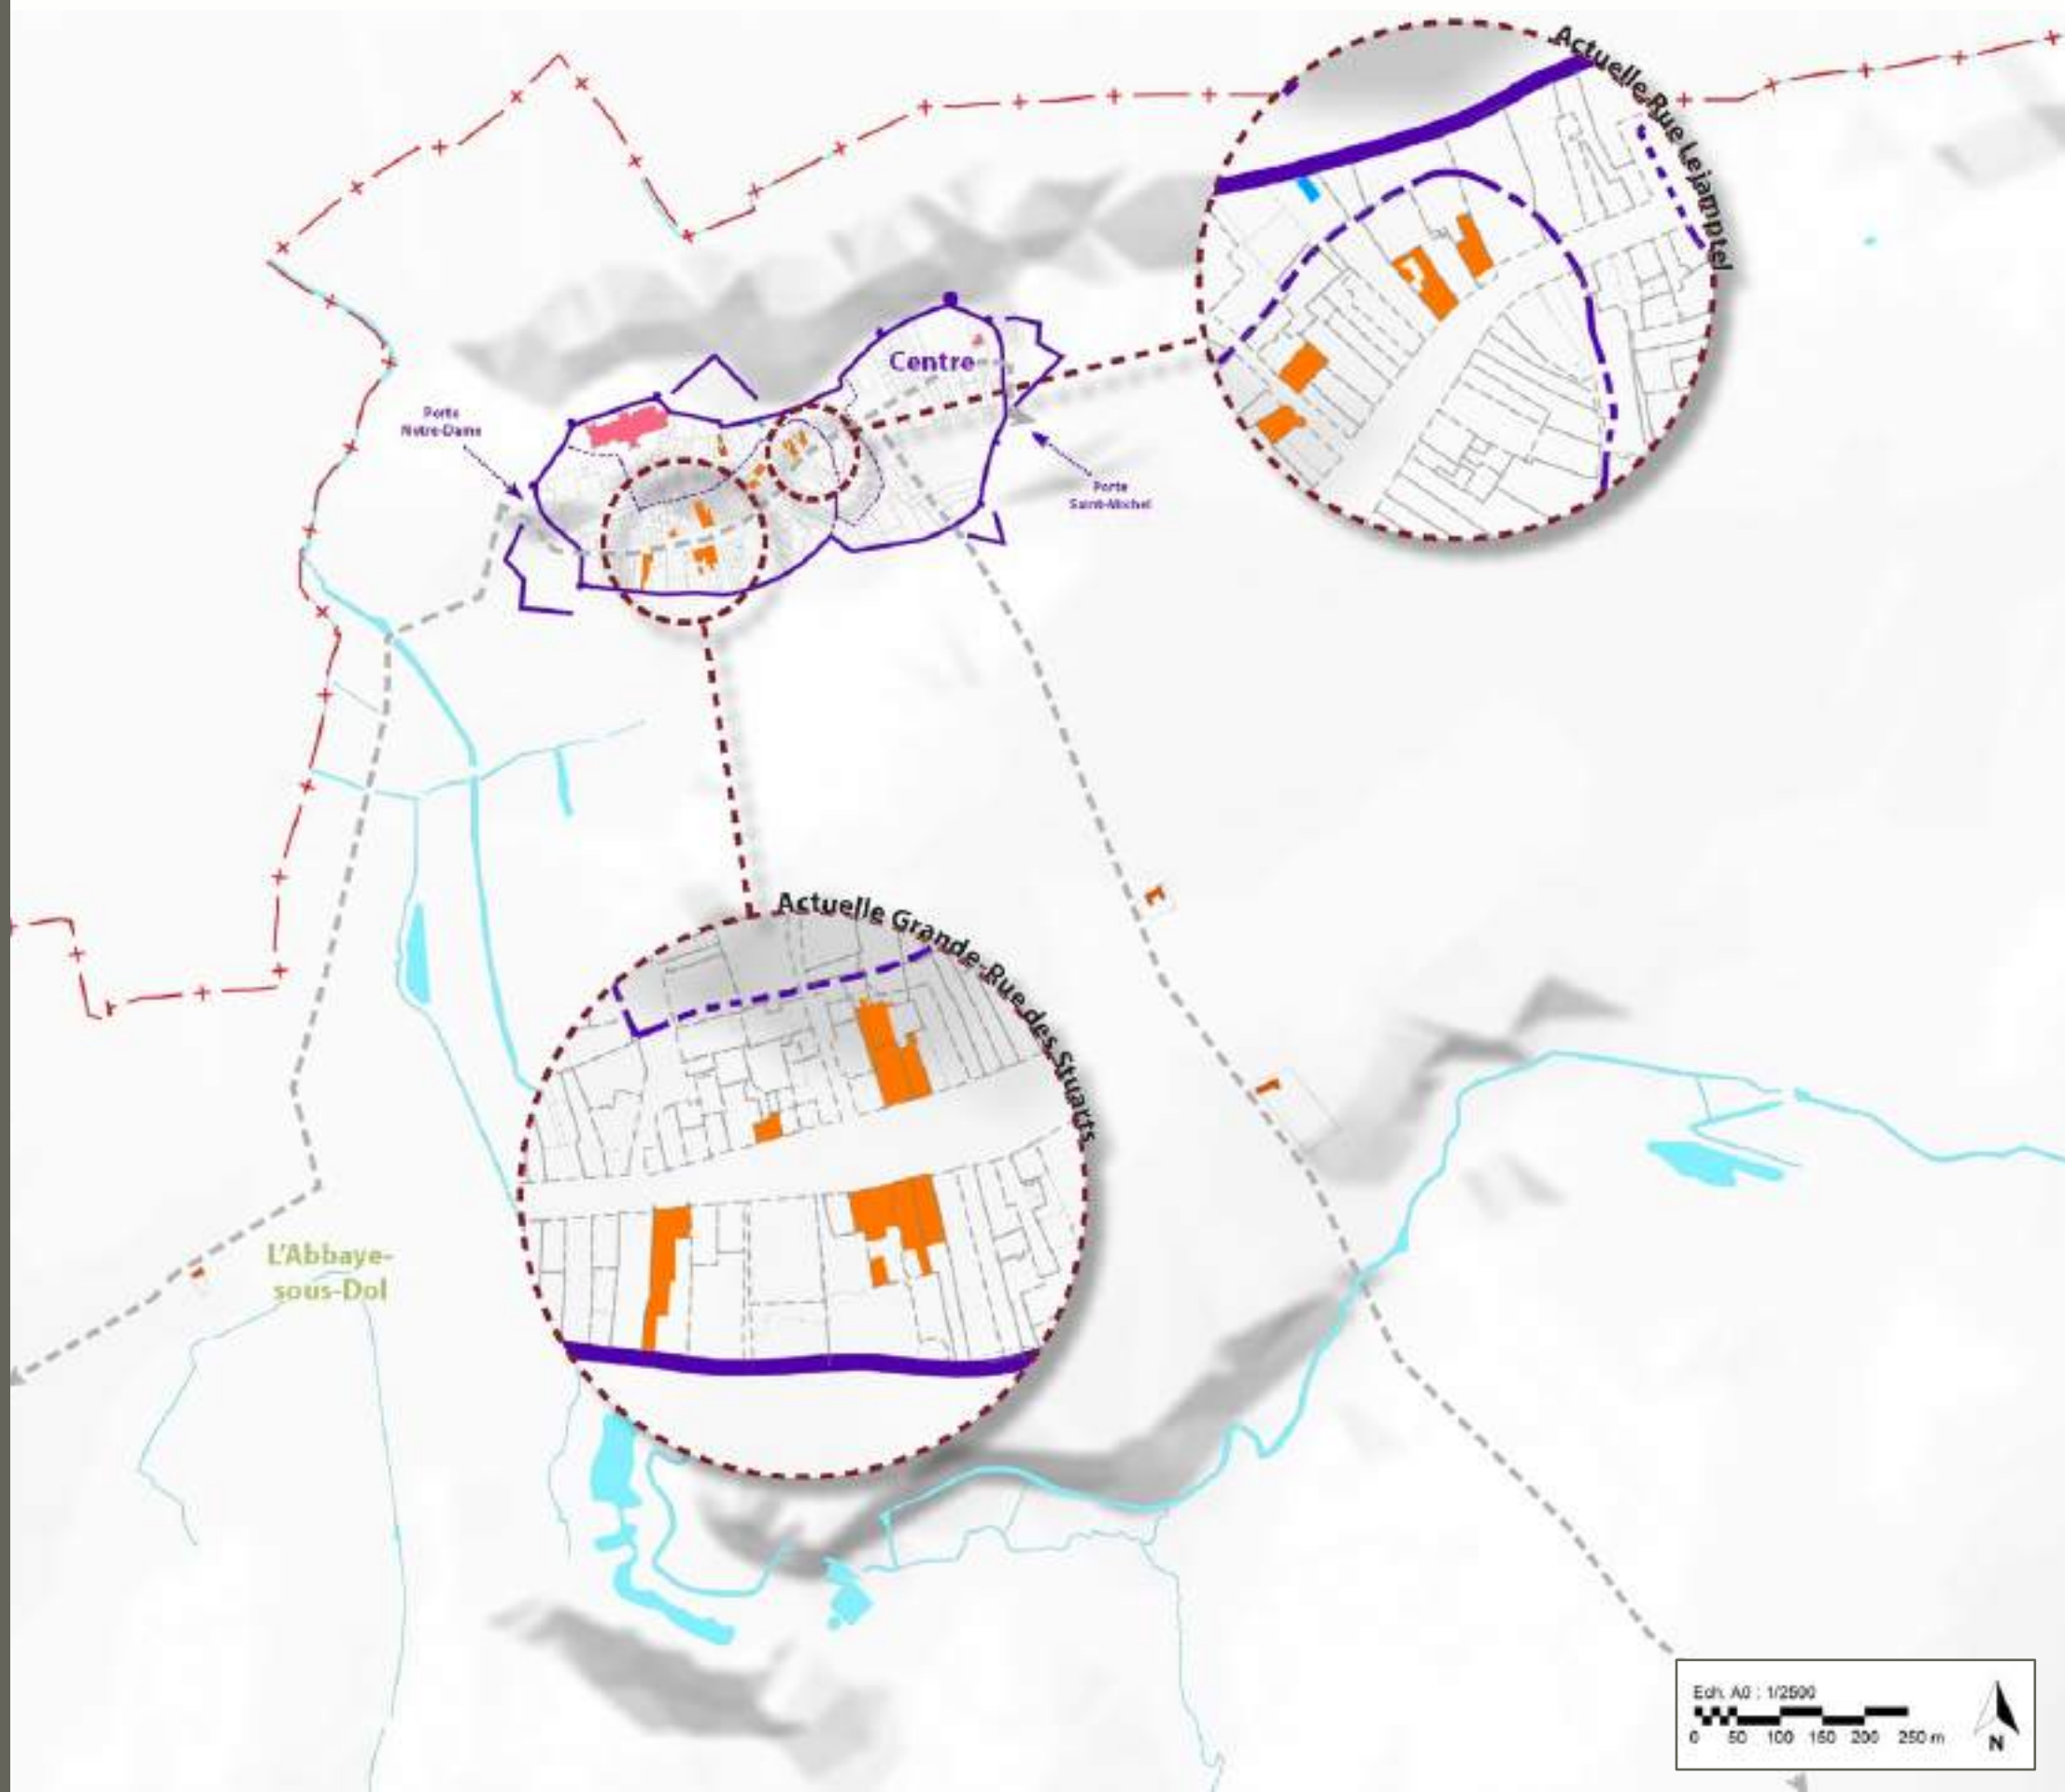 Actuelle Rue Lejamptel
Centre
Porte
Notre-Dame
Porte
Saint-Michel
Actuelle Grande-Rue des Stuarts
L'Abbaye-
sous-Dol
Ech. A0 : 1/2500
0 50 100 150 200 250 m
N